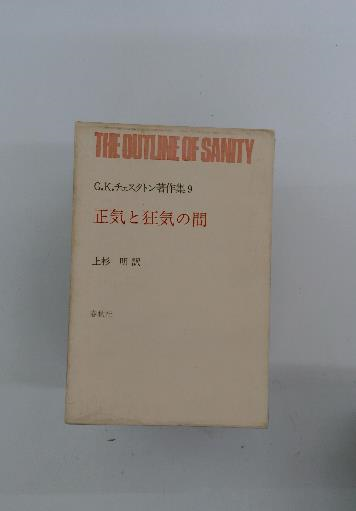 THE OUTLINE OF SANITY
G.K.チェスタトン著作集9
正気と狂気の間
上杉 明 訳
春秋社